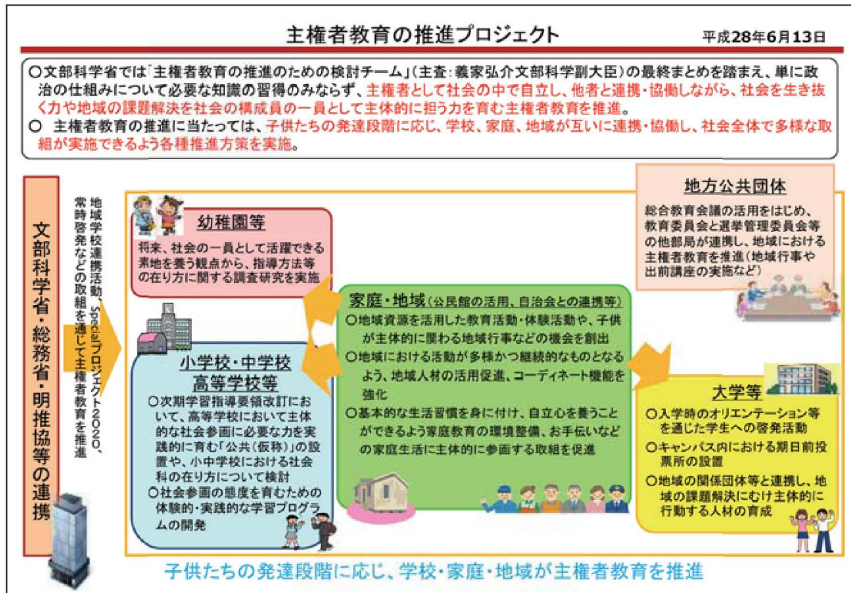 主権者教育の推進プロジェクト
平成28年6月13日
○文部科学省では「主権者教育の推進のための検討チーム」(主査:義家弘介文部科学副大臣)の最終まとめを踏まえ、単に政
治の仕組みについて必要な知識の習得のみならず、主権者として社会の中で自立し、他者と連携・協働しながら、社会を生き抜
く力や地域の課題解決を社会の構成員の一員として主体的に担う力を育む主権者教育を推進。
○ 主権者教育の推進に当たっては、子供たちの発達段階に応じ、学校、家庭、地域が互いに連携・協働し、社会全体で多様な取
組が実施できるよう各種推進方策を実施。
文部科学省・総務省・明推協等の連携
地域学校連携活動、Specialプロジェクト2020、
常時啓発などの取組を通じて主権者教育を推進
幼稚園等
将来、社会の一員として活躍できる
素地を養う観点から、指導方法等
の在り方に関する調査研究を実施
小学校・中学校
高等学校等
○次期学習指導要領改訂に
おいて、高等学校において主体
的な社会参画に必要な力を実
践的に育む「公共(仮称)」の設
置や、小中学校における社会
科の在り方について検討
○社会参画の態度を育むための
体験的・実践的な学習プログラ
ムの開発
家庭・地域(公民館の活用、自治会との連携等)
○地域資源を活用した教育活動・体験活動や、子供
が主体的に関わる地域行事などの機会を創出
○地域における活動が多様かつ継続的なものとなる
よう、地域人材の活用促進、コーディネート機能を
強化
○基本的な生活習慣を身に付け、自立心を養うこと
ができるよう家庭教育の環境整備、お手伝いなど
の家庭生活に主体的に参画する取組を促進
地方公共団体
総合教育会議の活用をはじめ、
教育委員会と選挙管理委員会等
の他部局が連携し、地域における
主権者教育を推進(地域行事や
出前講座の実施など)
大学等
○入学時のオリエンテーション等
を通じた学生への啓発活動
○キャンパス内における期日前投
票所の設置
○地域の関係団体等と連携し、地
域の課題解決にむけ主体的に
行動する人材の育成
子供たちの発達段階に応じ、学校・家庭・地域が主権者教育を推進